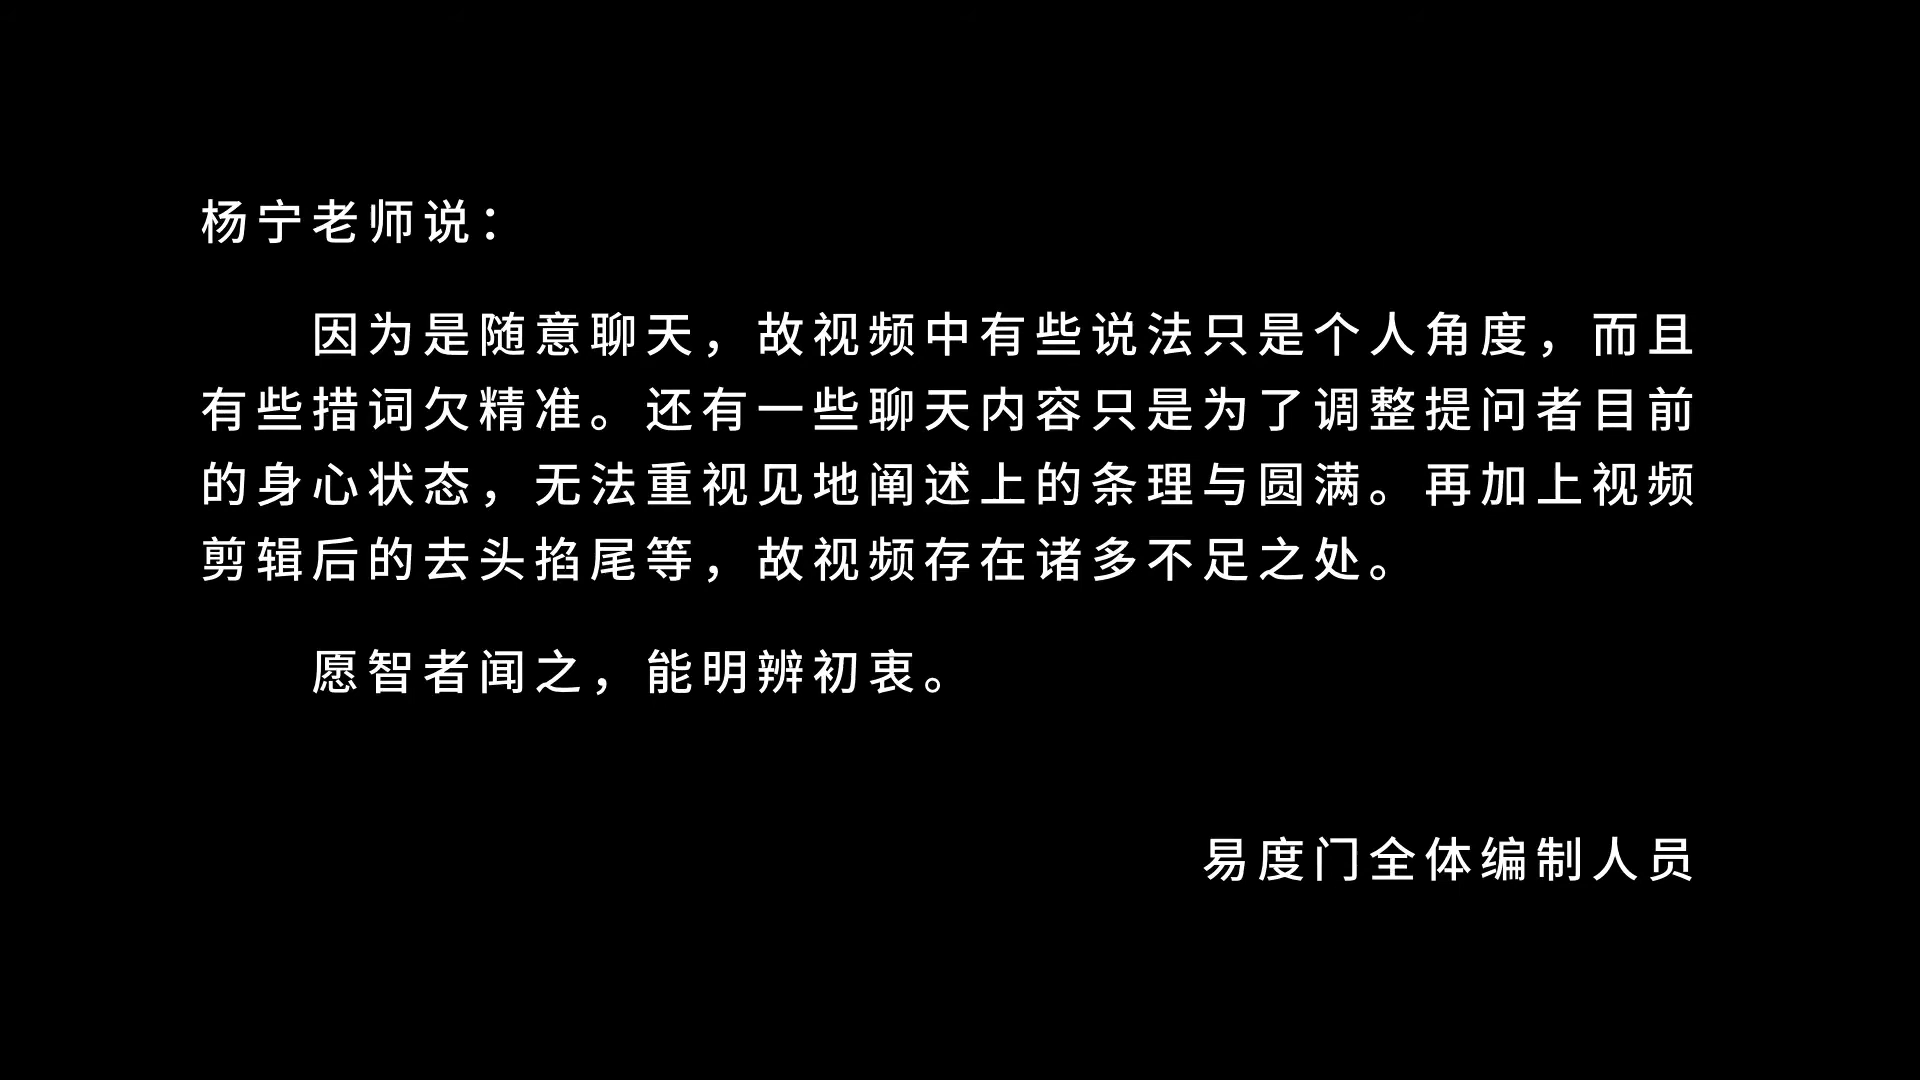 杨宁老师说：
因为是随意聊天，故视频中有些说法只是个人角度，而且
有些措词欠精准。还有一些聊天内容只是为了调整提问者目前
的身心状态，无法重视见地阐述上的条理与圆满。再加上视频
剪辑后的去头掐尾等，故视频存在诸多不足之处。
愿智者闻之，能明辨初衷。
易度门全体编制人员